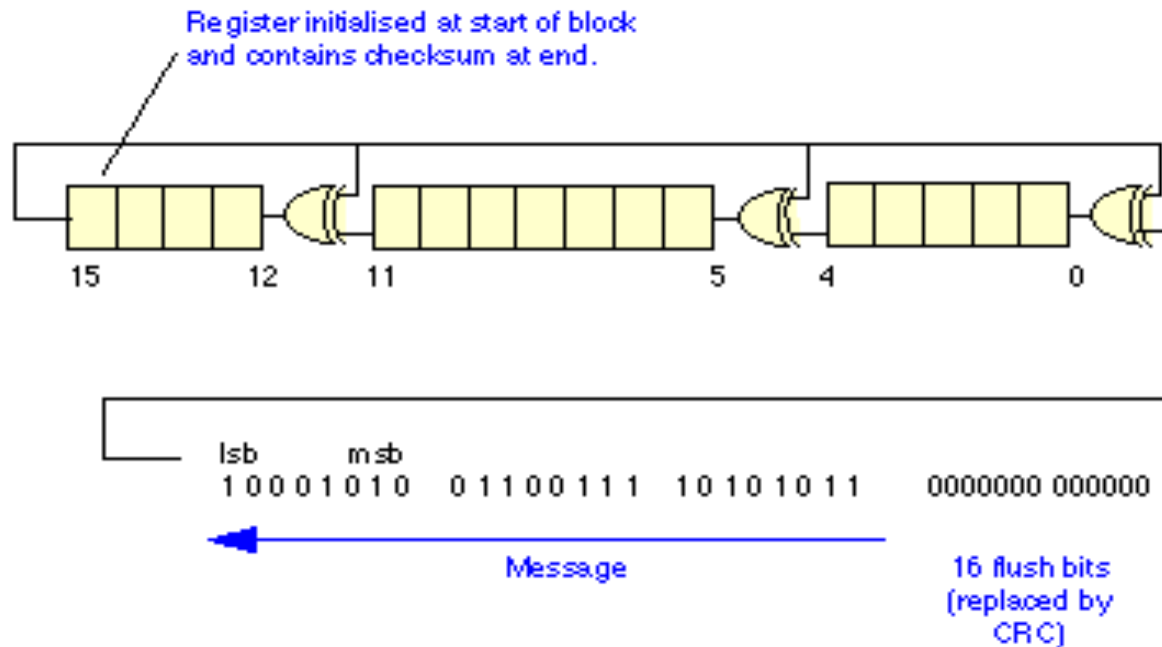 Register initialised at start of block
and contains checksum at end.
15 12 11 5 4 0
lsb msb
1 0 0 0 1 0 1 0 0 1 1 0 0 1 1 1 1 0 1 0 1 0 1 1 0000000 000000
Message
16 flush bits
(replaced by
CRC)